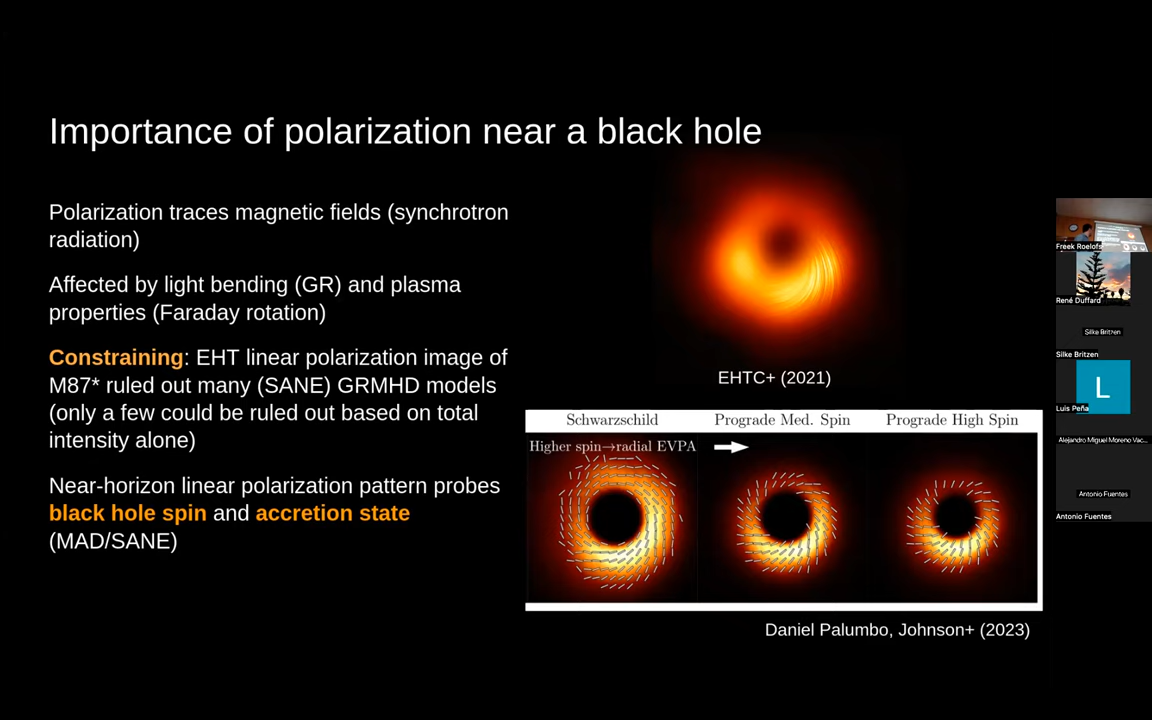 Importance of polarization near a black hole
Polarization traces magnetic fields (synchrotron
radiation)
Affected by light bending (GR) and plasma
properties (Faraday rotation)
Constraining: EHT linear polarization image of
M87* ruled out many (SANE) GRMHD models
(only a few could be ruled out based on total
intensity alone)
Near-horizon linear polarization pattern probes
black hole spin and accretion state
(MAD/SANE)
EHTC+ (2021)
Schwarzschild
Prograde Med. Spin
Prograde High Spin
Higher spin→radial EVPA
Daniel Palumbo, Johnson+ (2023)
Freek Roelofs
René Duffard
Silke Britzen
Silke Britzen
L
Luis Peña
Alejandro Miguel Moreno Vac...
Antonio Fuentes
Antonio Fuentes